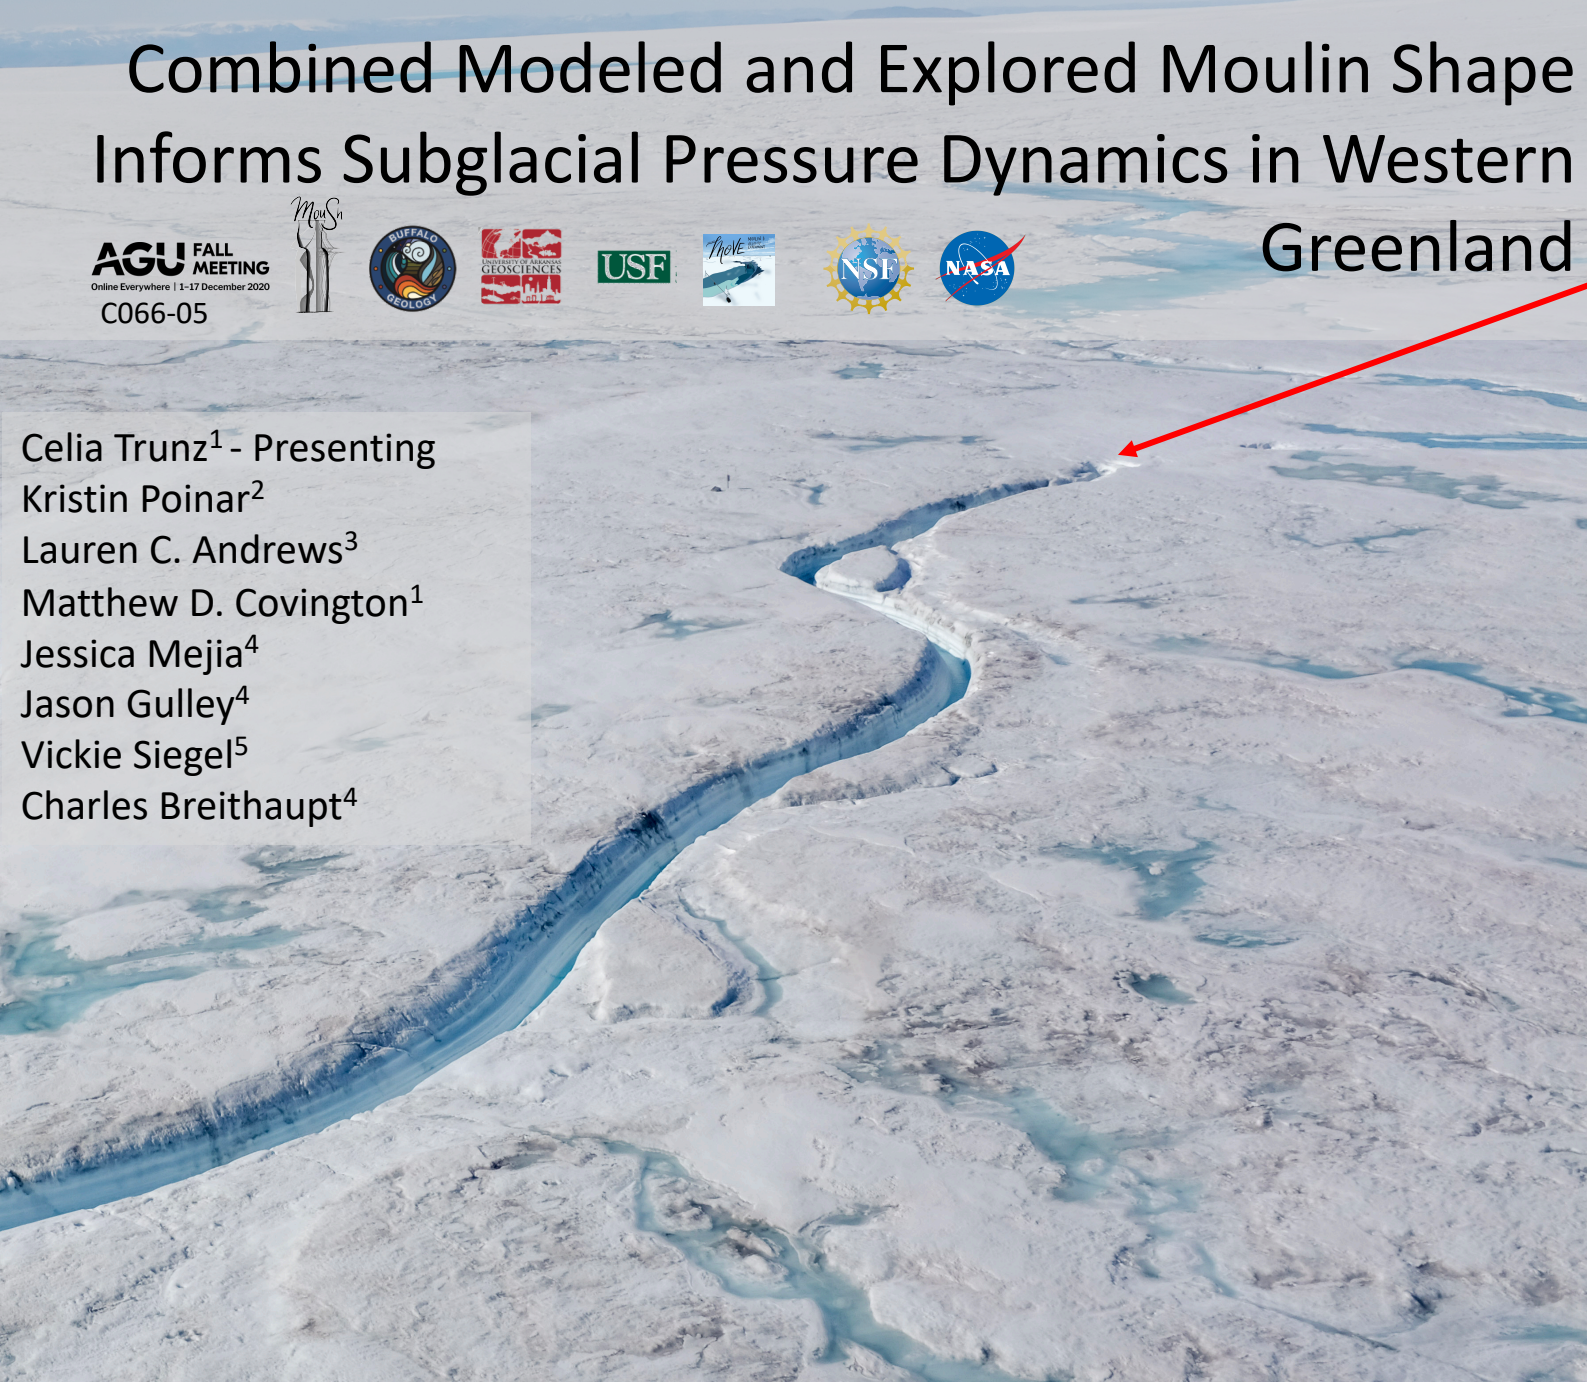 Combined Modeled and Explored Moulin Shape
Informs Subglacial Pressure Dynamics in Western
Greenland
MouSh
AGU FALL MEETING
Online Everywhere | 1–17 December 2020
C066-05
BUFFALO
GEOLOGY
UNIVERSITY OF ARKANSAS
GEOSCIENCES
USF
MoVE
NSF
NASA
Celia Trunz¹ - Presenting
Kristin Poinar²
Lauren C. Andrews³
Matthew D. Covington¹
Jessica Mejia⁴
Jason Gulley⁴
Vickie Siegel⁵
Charles Breithaupt⁴